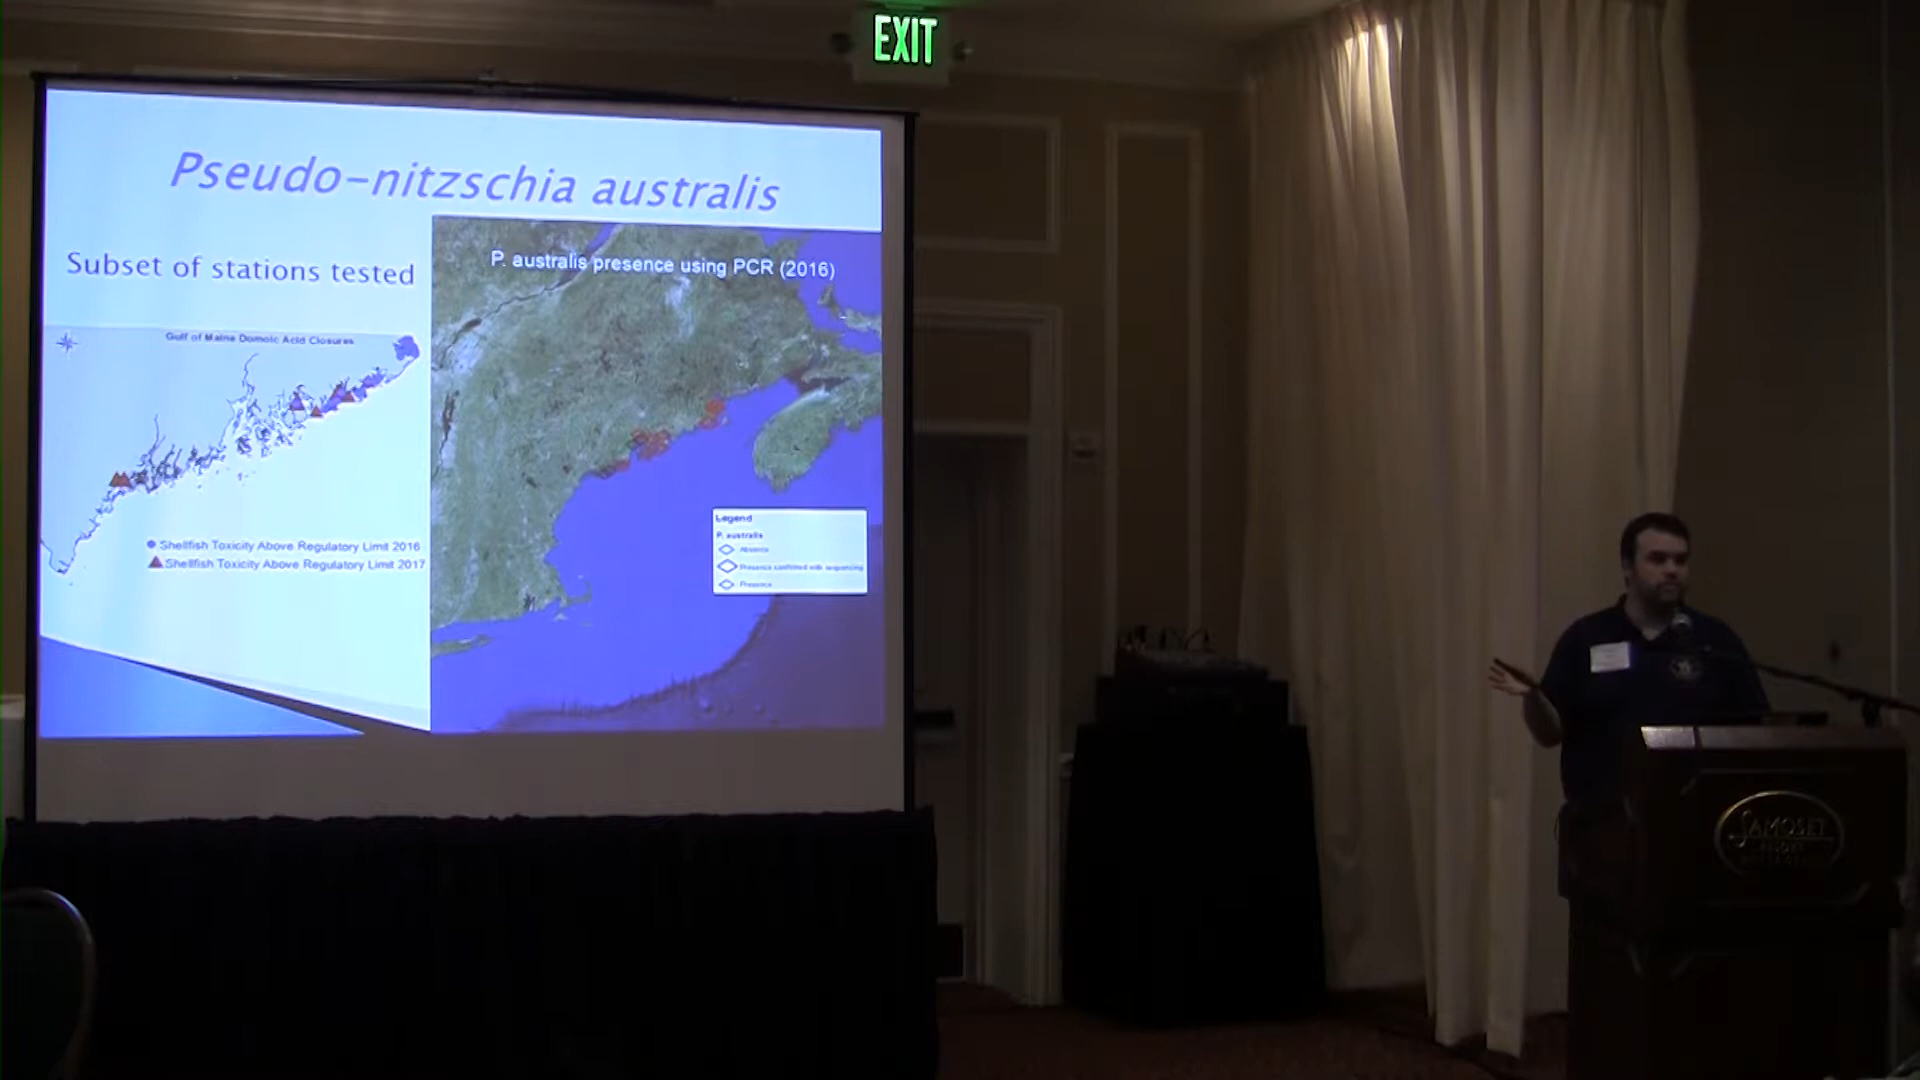 EXIT
Pseudo-nitzschia australis
Subset of stations tested
P. australis presence using PCR (2016)
Gulf of Maine Domoic Acid Closures
Shellfish Toxicity Above Regulatory Limit 2016
Shellfish Toxicity Above Regulatory Limit 2017
Legend
P. australis
Absence
Presence confirmed with sequencing
Presence
SAMOSET